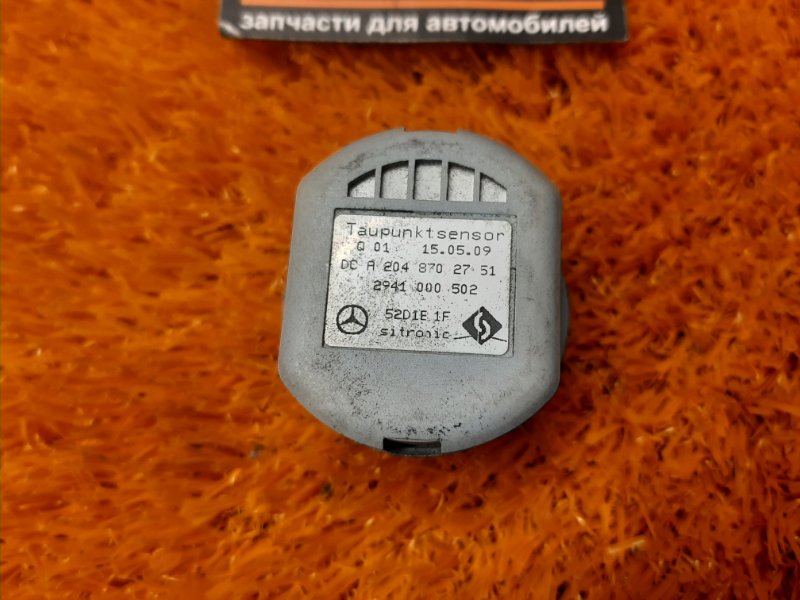 запчасти для автомобилей
Taupunktsensor
Q 01 15.05.09
DC A 204 870 27 51
2941 000 502
52D1E 1F
sitronic